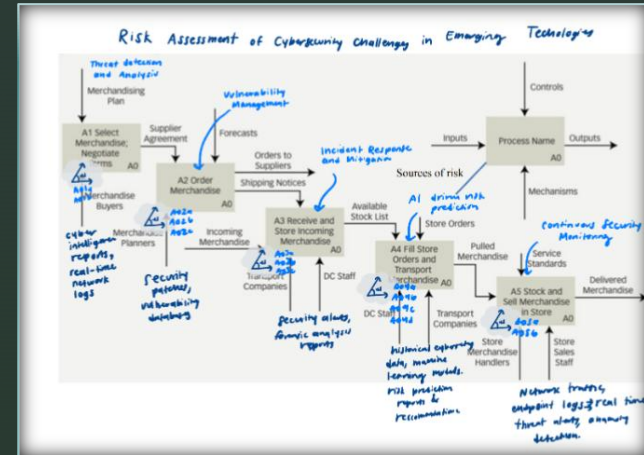 Risk Assessment of Cybersecurity Challenges in Emerging
Threat detection
and Analysis
Merchandising
Plan
A1 Select
Merchandise;
Negotiate
A0
Merchandise
Buyers
cyber
intelligence
reports,
real-time
network
logs
Supplier
Agreement
Vulnerability
Management
Forecasts
A2 Order
Merchandise
A0
Orders to
Suppliers
Shipping Notices
Planners
Security
patches,
vulnerability
Incoming
Merchandise
Incident Response
and Mitigation
A3 Receive and
Store Incoming
Merchandise
A0
Transport
Companies
DC Staff
Security alerts,
forensic analysis
reports
Available
Stock List
Controls
Inputs
Process Name
A0
Outputs
Mechanisms
Sources of risk
AI driven risk
prediction
Store Orders
A4 Fill Store
Orders and
Transport
Merchandise
A0
Pulled
Merchandise
DC Staff
Transport
Companies
historical
data, machine
learning models.
risk prediction
reports &
Continuous Security
Monitoring
Service
Standards
A5 Stock and
Sell Merchandise
in Store
A0
Delivered
Merchandise
Store
Merchandise
Handlers
Store
Sales
Staff
Network traffic,
endpoint logs, real time
threat alerts, anomaly
detection.